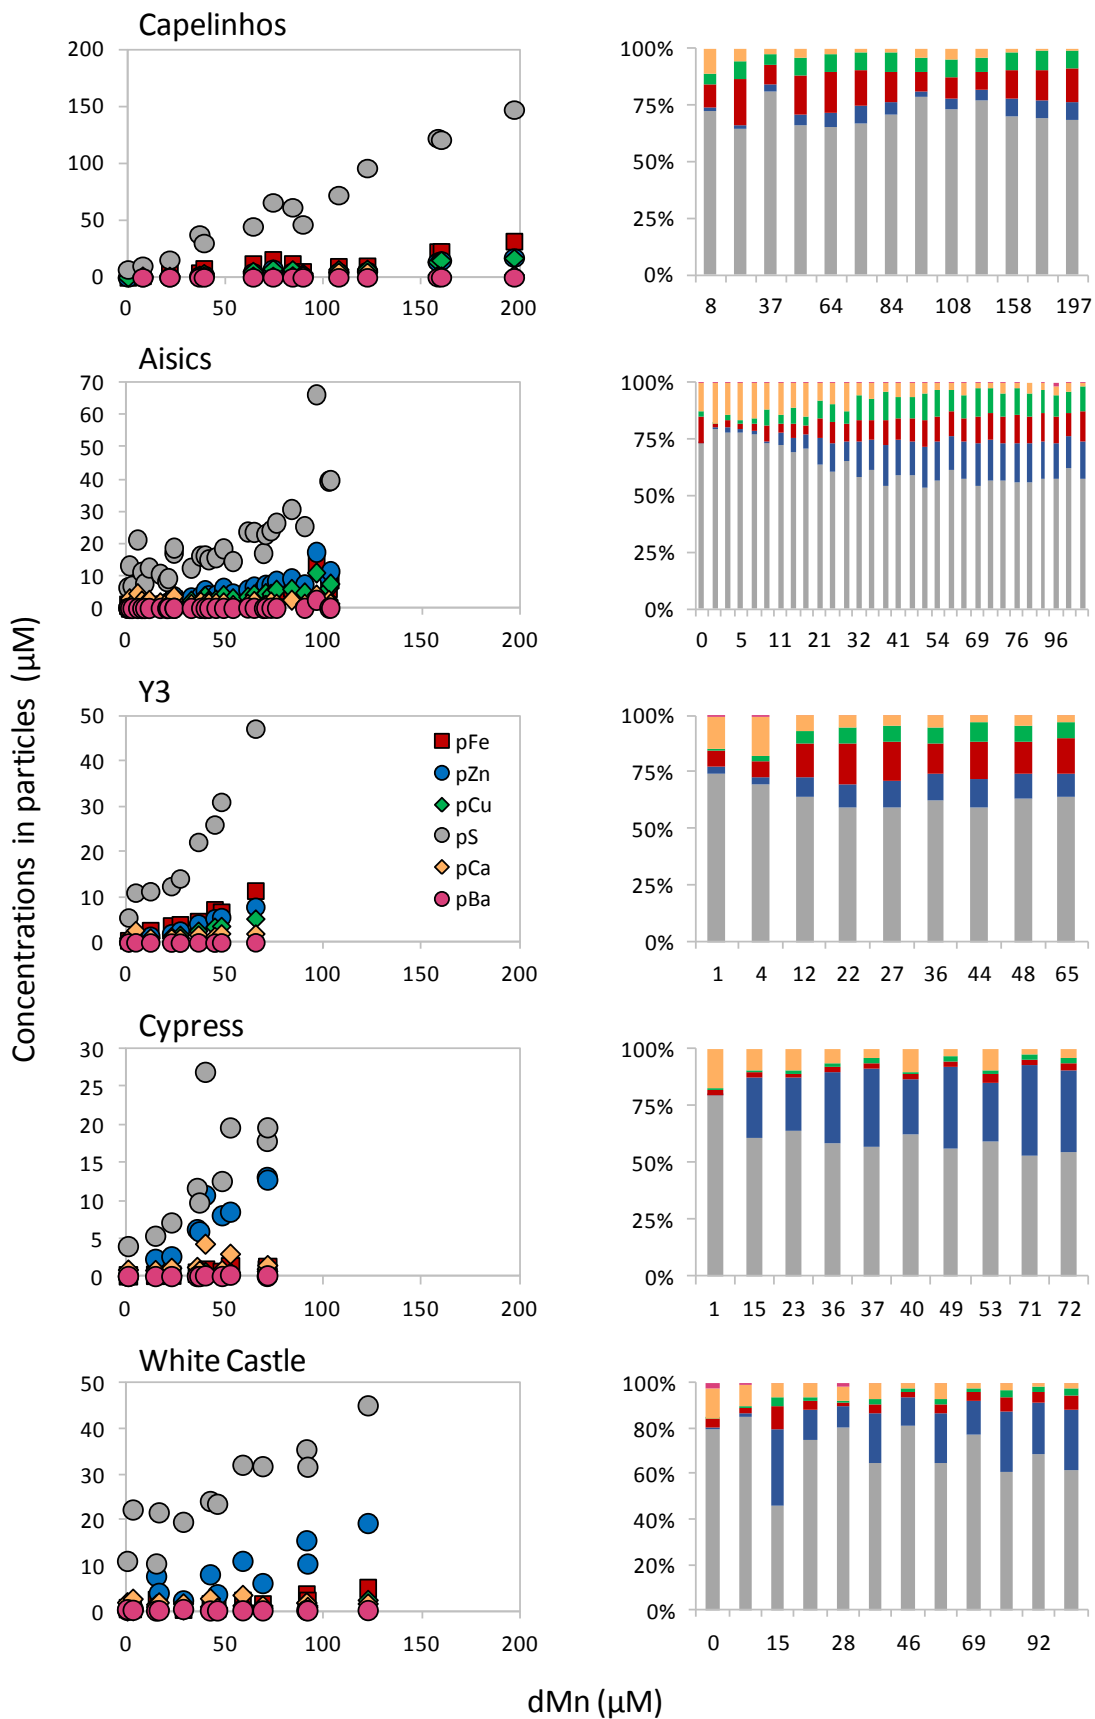 Capelinhos
200
150
100
50
0
0 50 100 150 200
100%
75%
50%
25%
0%
8 37 64 84 108 158 197
Aisics
70
60
50
40
30
20
10
0
0 50 100 150 200
100%
75%
50%
25%
0%
0 5 11 21 32 41 54 69 76 96
Concentrations in particles (μM)
Y3
50
40
30
20
10
0
0 50 100 150 200
pFe
pZn
pCu
pS
pCa
pBa
100%
75%
50%
25%
0%
1 4 12 22 27 36 44 48 65
Cypress
30
25
20
15
10
5
0
0 50 100 150 200
100%
75%
50%
25%
0%
1 15 23 36 37 40 49 53 71 72
White Castle
50
40
30
20
10
0
0 50 100 150 200
100%
80%
60%
40%
20%
0%
0 15 28 46 69 92
dMn (μM)